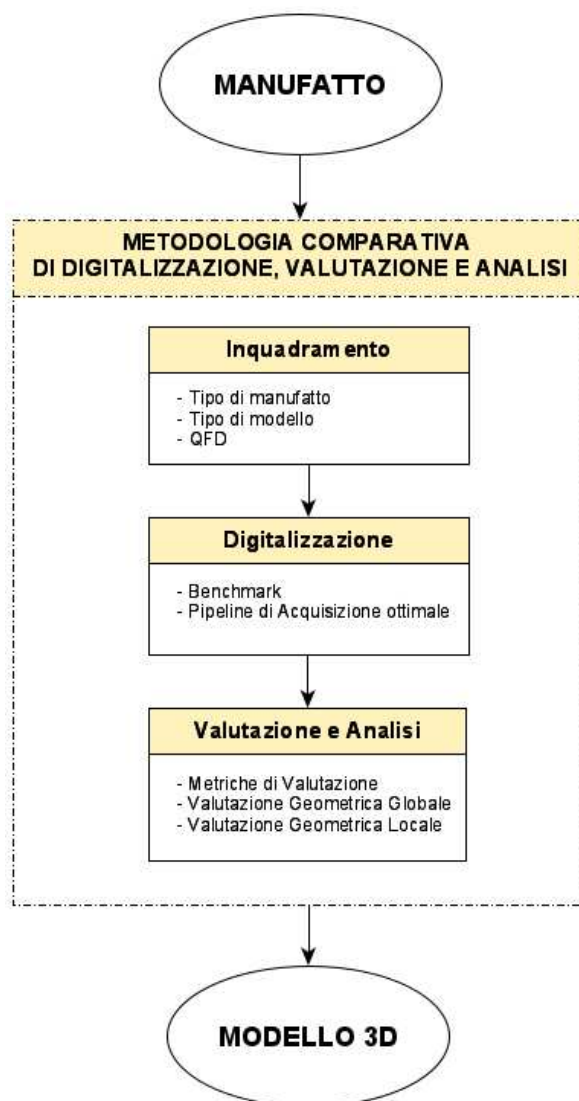 MANUFATTO
METODOLOGIA COMPARATIVA
DI DIGITALIZZAZIONE, VALUTAZIONE E ANALISI
Inquadramento
- Tipo di manufatto
- Tipo di modello
- QFD
Digitalizzazione
- Benchmark
- Pipeline di Acquisizione ottimale
Valutazione e Analisi
- Metriche di Valutazione
- Valutazione Geometrica Globale
- Valutazione Geometrica Locale
MODELLO 3D